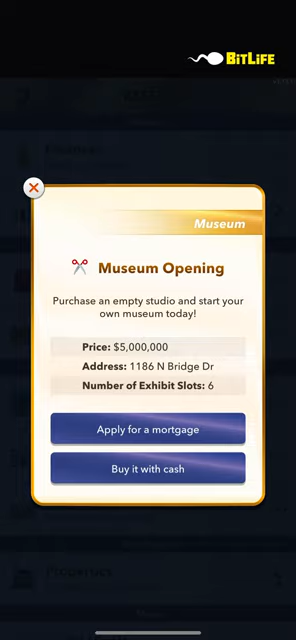 BitLife
Museum
Museum Opening
Purchase an empty studio and start your
own museum today!
Price: $5,000,000
Address: 1186 N Bridge Dr
Number of Exhibit Slots: 6
Apply for a mortgage
Buy it with cash
Properties